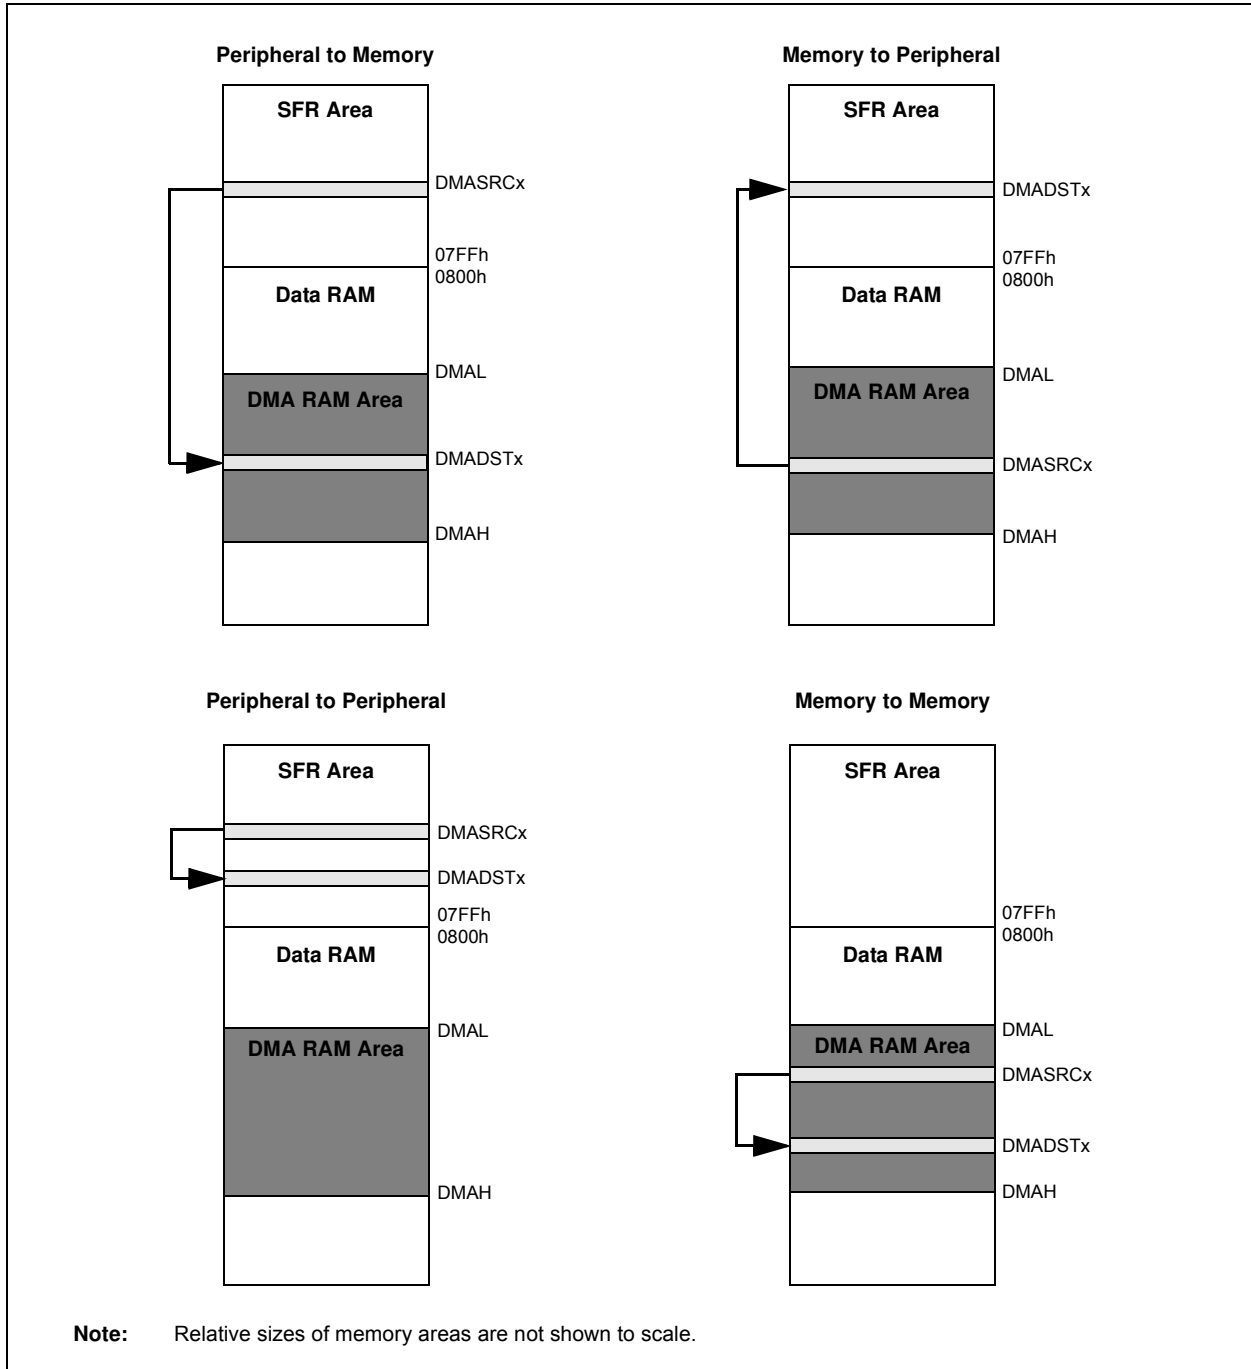 Peripheral to Memory
SFR Area
DMASRCx
07FFh
0800h
Data RAM
DMAL
DMA RAM Area
DMADSTx
DMAH
Memory to Peripheral
SFR Area
DMADSTx
07FFh
0800h
Data RAM
DMAL
DMA RAM Area
DMASRCx
DMAH
Peripheral to Peripheral
SFR Area
DMASRCx
DMADSTx
07FFh
0800h
Data RAM
DMAL
DMA RAM Area
DMAH
Memory to Memory
SFR Area
07FFh
0800h
Data RAM
DMAL
DMA RAM Area
DMASRCx
DMADSTx
DMAH
Note: Relative sizes of memory areas are not shown to scale.